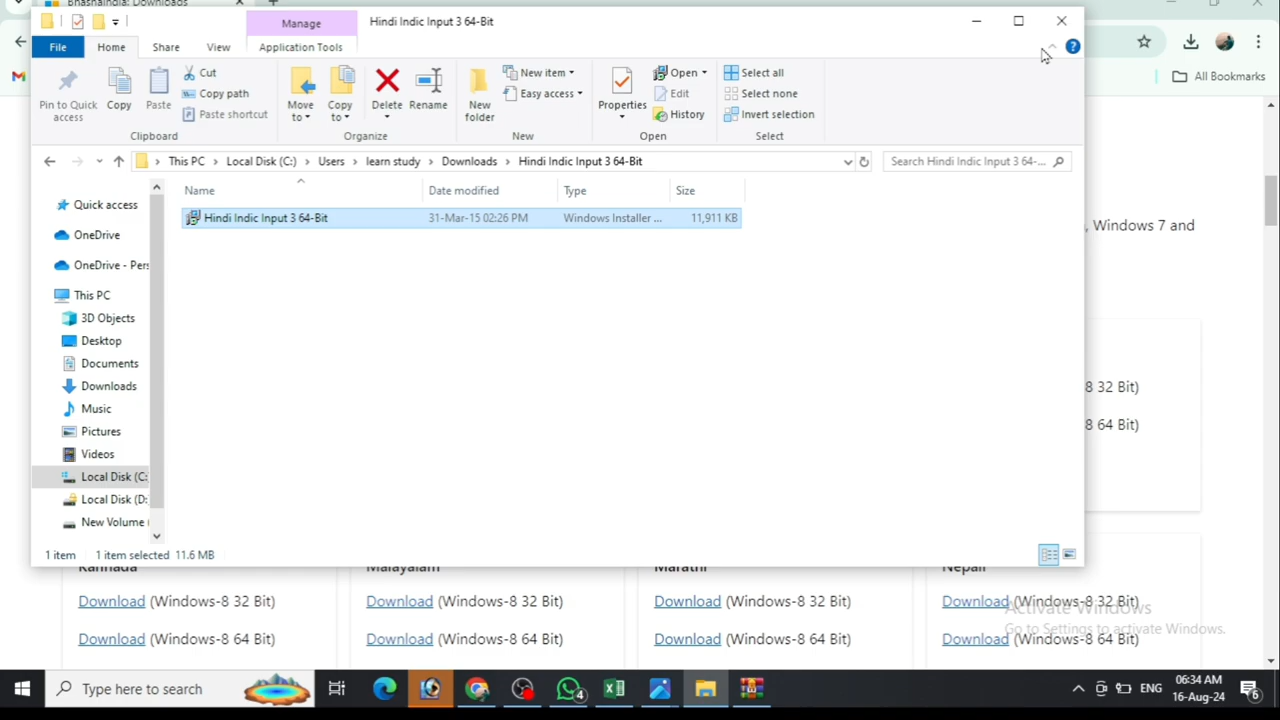 BhashaIndia: Downloads
Manage
Hindi Indic Input 3 64-Bit
File
Home
Share
View
Application Tools
All Bookmarks
Pin to Quick access
Copy
Paste
Cut
Copy path
Paste shortcut
Clipboard
Move to
Copy to
Delete
Rename
Organize
New folder
New item
Easy access
New
Properties
Open
Edit
History
Open
Select all
Select none
Invert selection
Select
This PC > Local Disk (C:) > Users > learn study > Downloads > Hindi Indic Input 3 64-Bit
Search Hindi Indic Input 3 64-...
Name
Date modified
Type
Size
Hindi Indic Input 3 64-Bit
31-Mar-15 02:26 PM
Windows Installer ...
11,911 KB
Quick access
OneDrive
OneDrive - Pers
This PC
3D Objects
Desktop
Documents
Downloads
Music
Pictures
Videos
Local Disk (C:
Local Disk (D:
New Volume (
1 item
1 item selected 11.6 MB
, Windows 7 and
8 32 Bit)
8 64 Bit)
Kannada
Malayalam
Marathi
Nepali
Download (Windows-8 32 Bit)
Download (Windows-8 32 Bit)
Download (Windows-8 32 Bit)
Download (Windows-8 32 Bit)
Download (Windows-8 64 Bit)
Download (Windows-8 64 Bit)
Download (Windows-8 64 Bit)
Download (Windows-8 64 Bit)
Activate Windows
Go to Settings to activate Windows.
Type here to search
4
ENG
06:34 AM
16-Aug-24
6